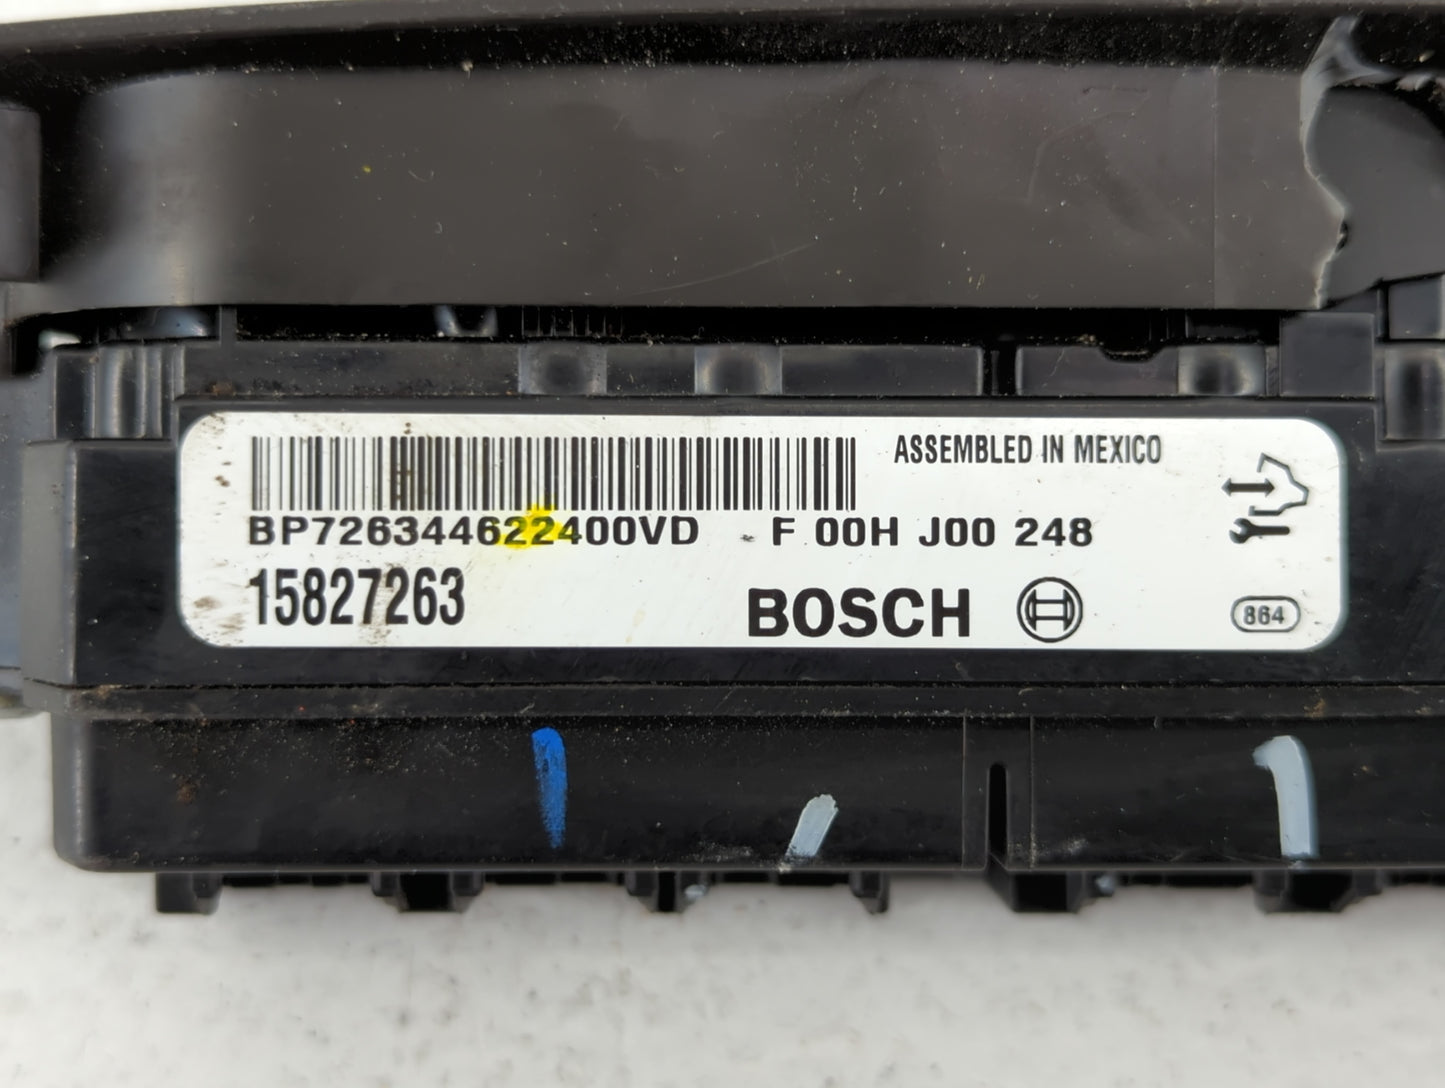 ASSEMBLED IN MEXICO
BP726344622400VD - F 00H J00 248
15827263
BOSCH
864